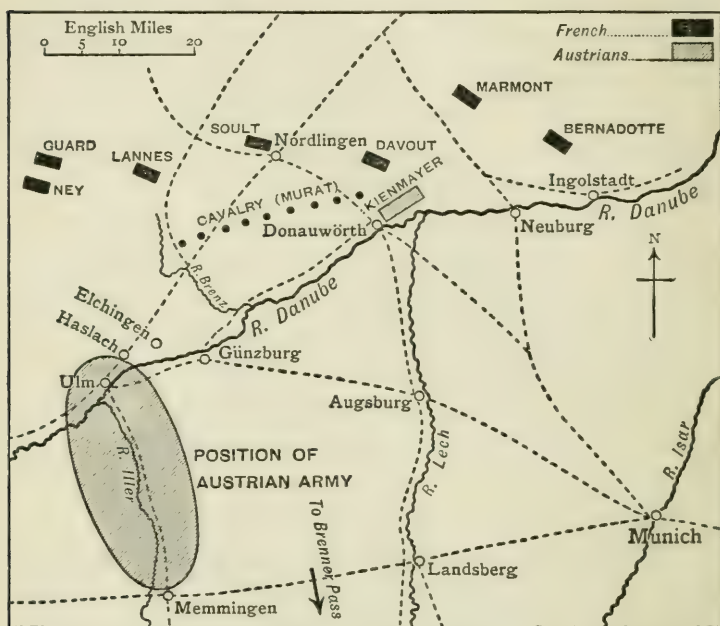 English Miles
0 5 10 20
French
Austrians
MARMONT
BERNADOTTE
SOULT
Nördlingen
DAVOUT
GUARD
LANNES
NEY
CAVALRY (MURAT)
KIENMAYER
Ingolstadt
R. Danube
Donauwörth
Neuburg
N
R. Brenz
R. Danube
Elchingen
Haslach
Günzburg
Ulm
Augsburg
POSITION OF
AUSTRIAN ARMY
R. Iller
R. Lech
R. Isar
To Brenner Pass
Munich
Landsberg
Memmingen